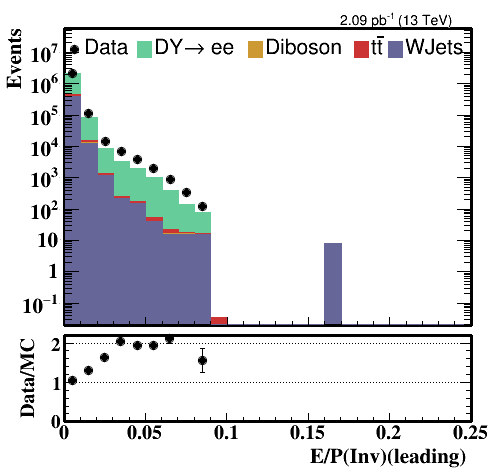 2.09 pb⁻¹ (13 TeV)
Events
Data DY→ ee Diboson tt̄ WJets
10⁷
10⁶
10⁵
10⁴
10³
10²
10
1
10⁻¹
Data/MC
2
1
0
0 0.05 0.1 0.15 0.2 0.25
E/P(Inv)(leading)